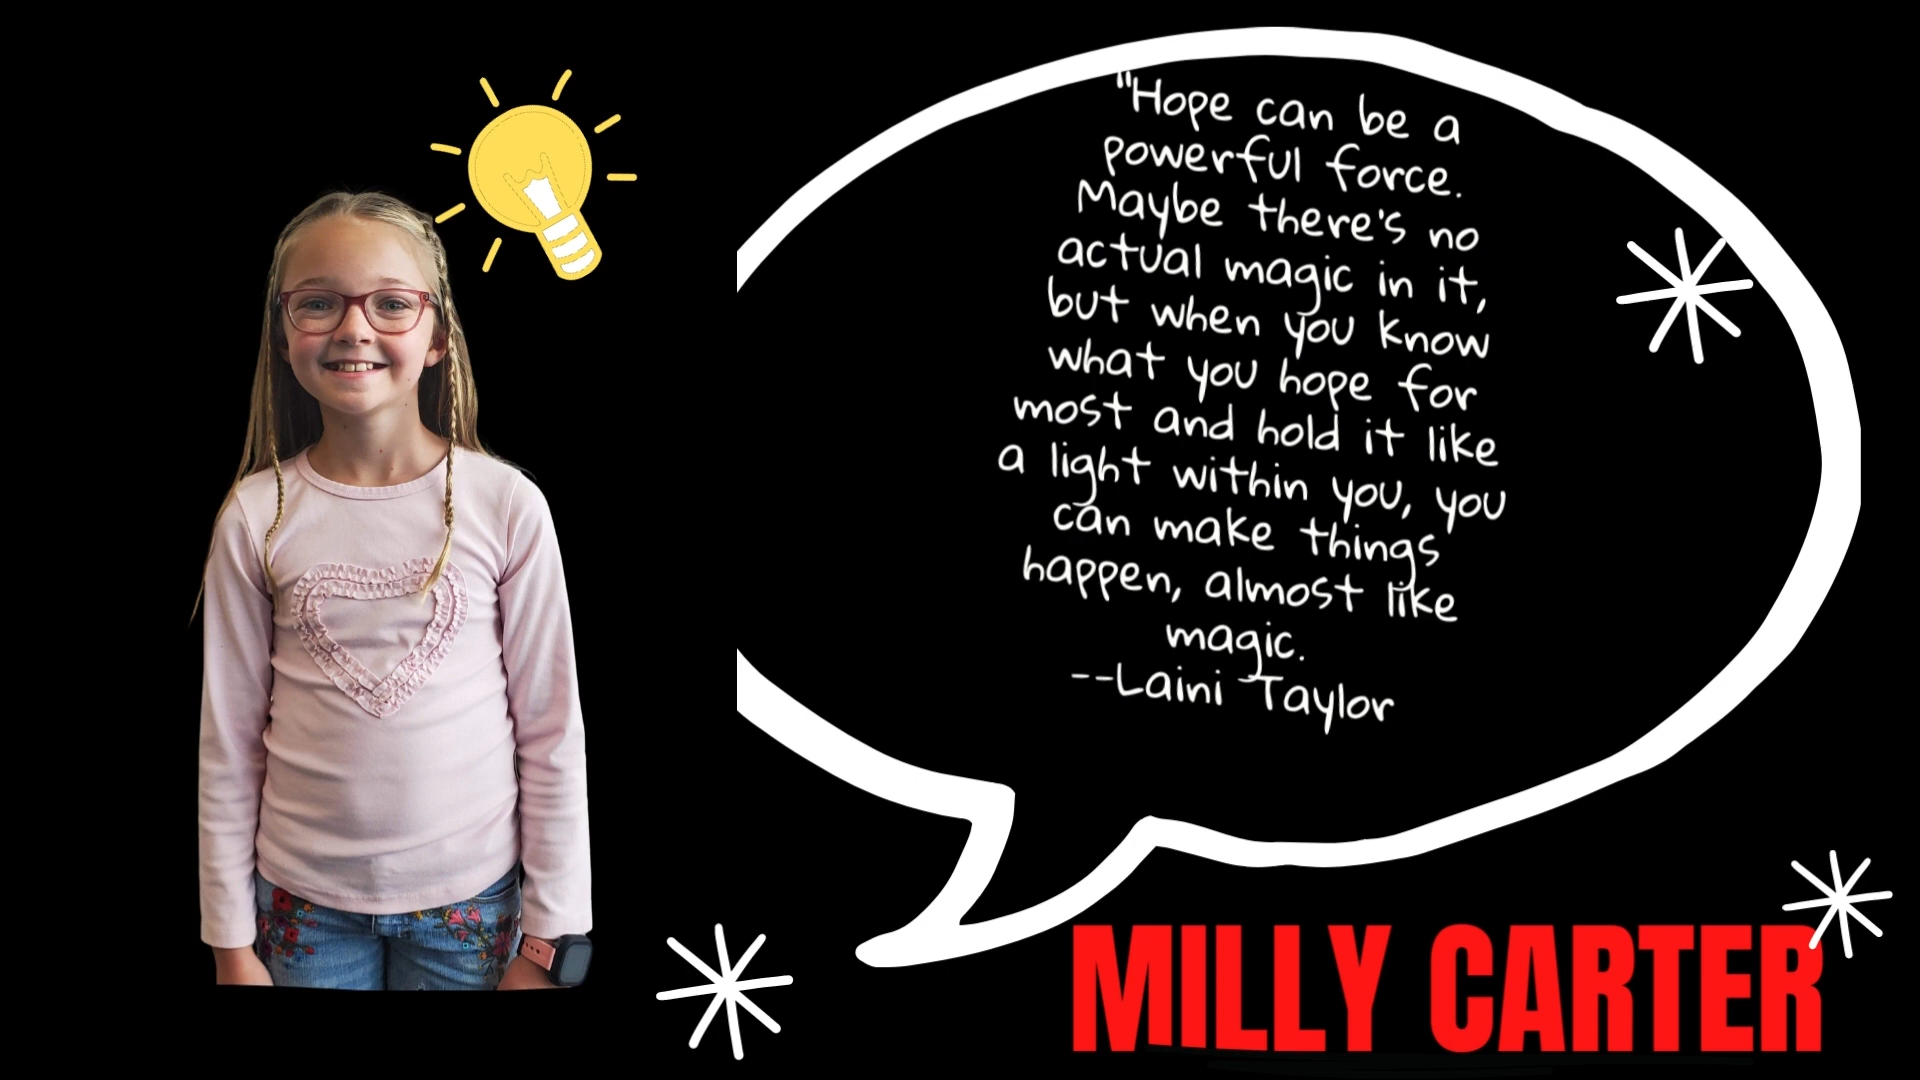 "Hope can be a
powerful force.
Maybe there's no
actual magic in it,
but when you know
what you hope for
most and hold it like
a light within you, you
can make things
happen, almost like
magic.
--Laini Taylor
MILLY CARTER